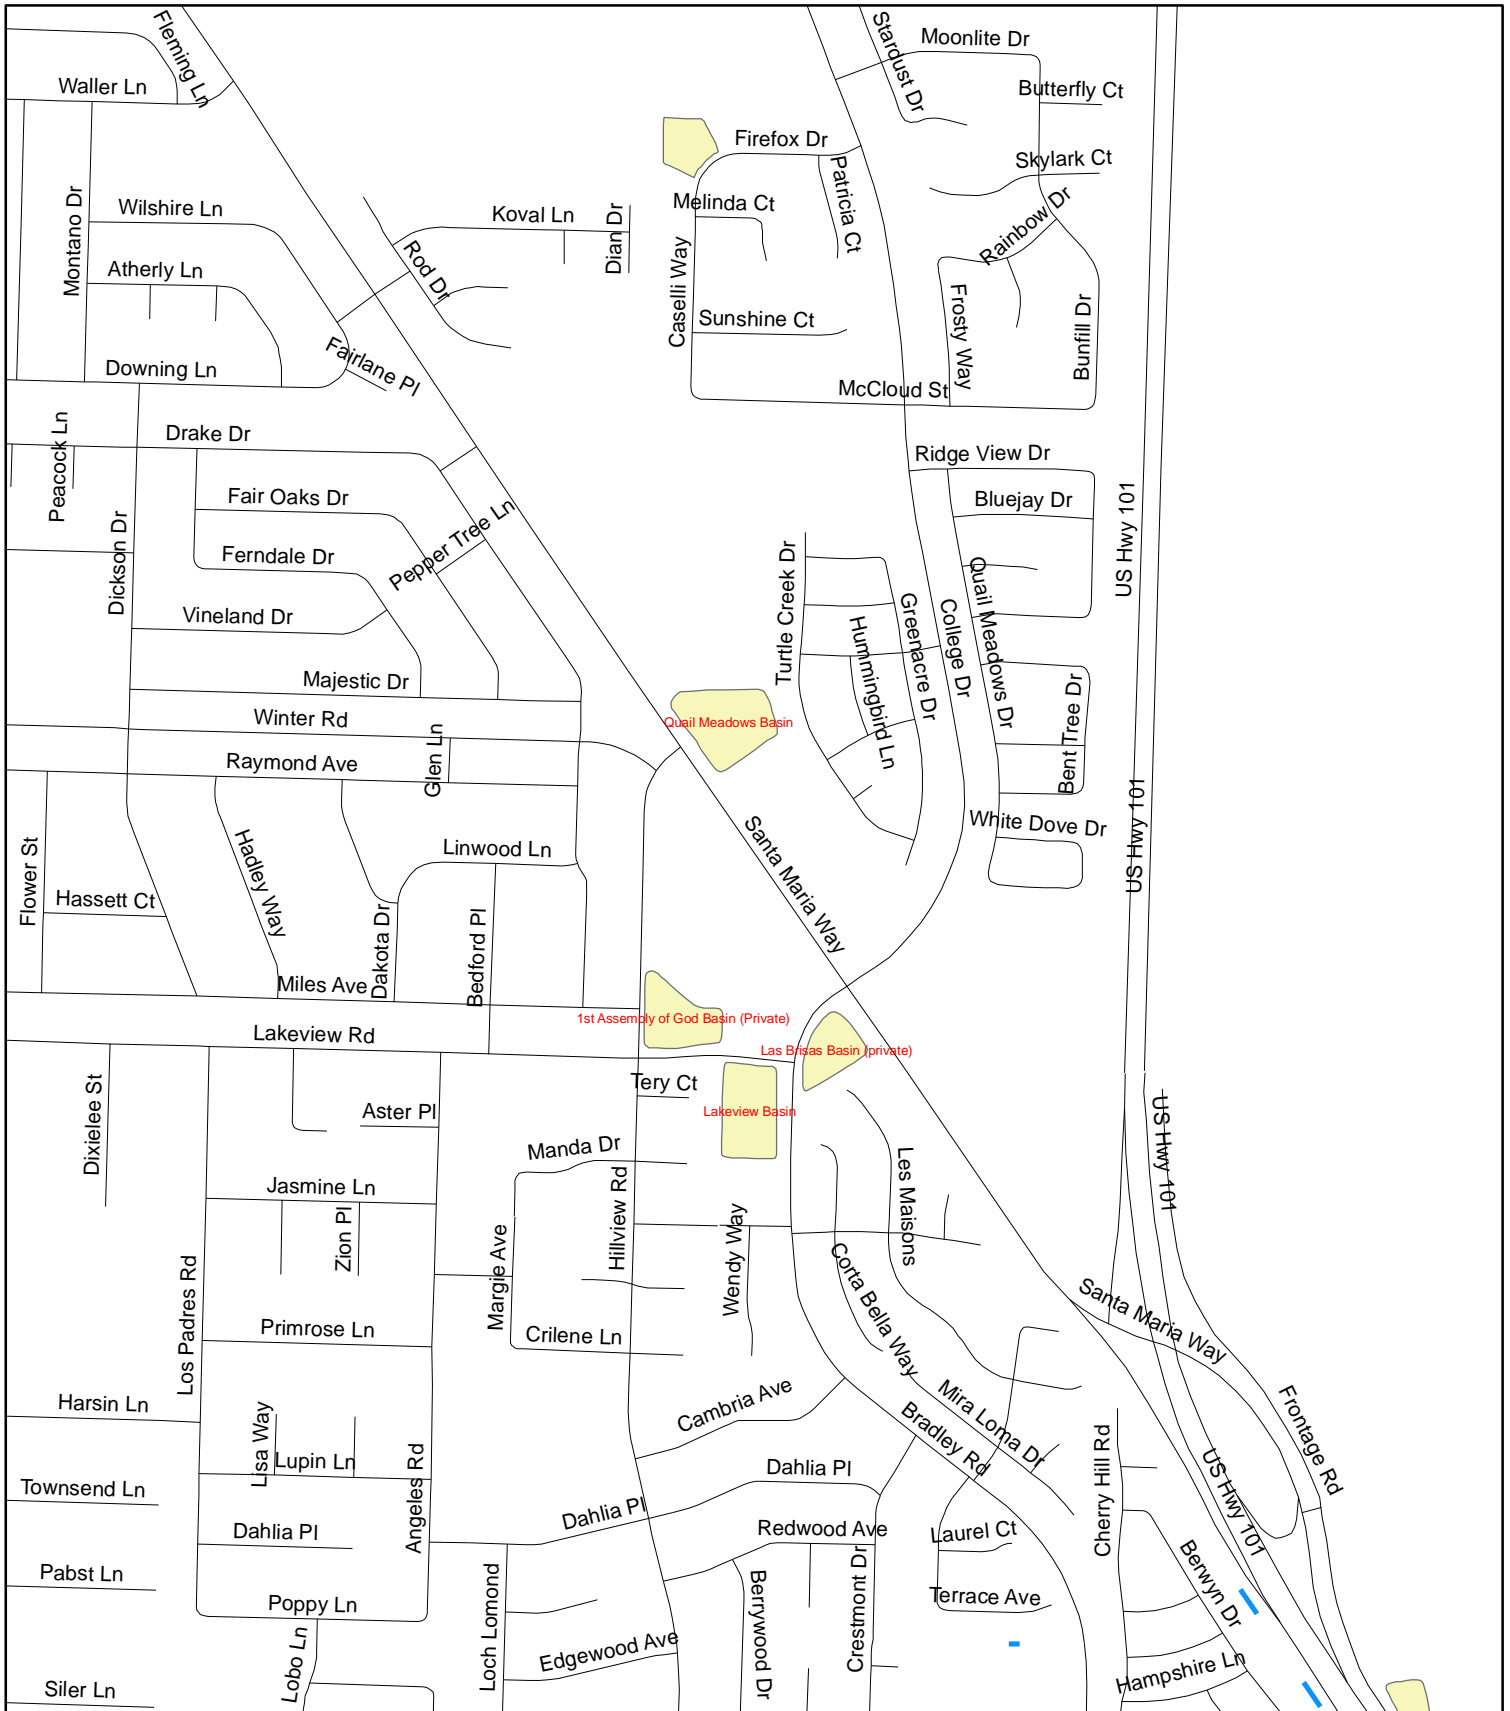 Fleming Ln
Stardust Dr
Moonlite Dr
Waller Ln
Butterfly Ct
Firefox Dr
Skylark Ct
Patricia Ct
Montano Dr
Wilshire Ln
Koval Ln
Dian Dr
Melinda Ct
Rainbow Dr
Atherly Ln
Rod Dr
Caselli Way
Sunshine Ct
Frosty Way
Bunfill Dr
Downing Ln
Fairlane Pl
McCloud St
Peacock Ln
Drake Dr
Ridge View Dr
Fair Oaks Dr
Bluejay Dr
US Hwy 101
Dickson Dr
Ferndale Dr
Pepper Tree Ln
Turtle Creek Dr
Greenacre Dr
College Dr
Quail Meadows Dr
Vineland Dr
Hummingbird Ln
Majestic Dr
Winter Rd
Quail Meadows Basin
Bent Tree Dr
Raymond Ave
Glen Ln
US Hwy 101
White Dove Dr
Santa Maria Way
Flower St
Hadley Way
Linwood Ln
Hassett Ct
Dakota Dr
Bedford Pl
Miles Ave
1st Assembly of God Basin (Private)
Lakeview Rd
Las Brisas Basin (private)
Dixielee St
Tery Ct
Aster Pl
Lakeview Basin
US Hwy 101
Manda Dr
Les Maisons
Jasmine Ln
Hillview Rd
Zion Pl
Wendy Way
Margie Ave
Corta Bella Way
Los Padres Rd
Santa Maria Way
Primrose Ln
Crilene Ln
Harsin Ln
Cambria Ave
Mira Loma Dr
Frontage Rd
Bradley Rd
Lisa Way
Lupin Ln
Angeles Rd
Cherry Hill Rd
Dahlia Pl
Townsend Ln
US Hwy 101
Dahlia Pl
Dahlia Pl
Redwood Ave
Laurel Ct
Pabst Ln
Berwyn Dr
Poppy Ln
Loch Lomond
Berrywood Dr
Crestmont Dr
Terrace Ave
Lobo Ln
Edgewood Ave
Hampshire Ln
Siler Ln